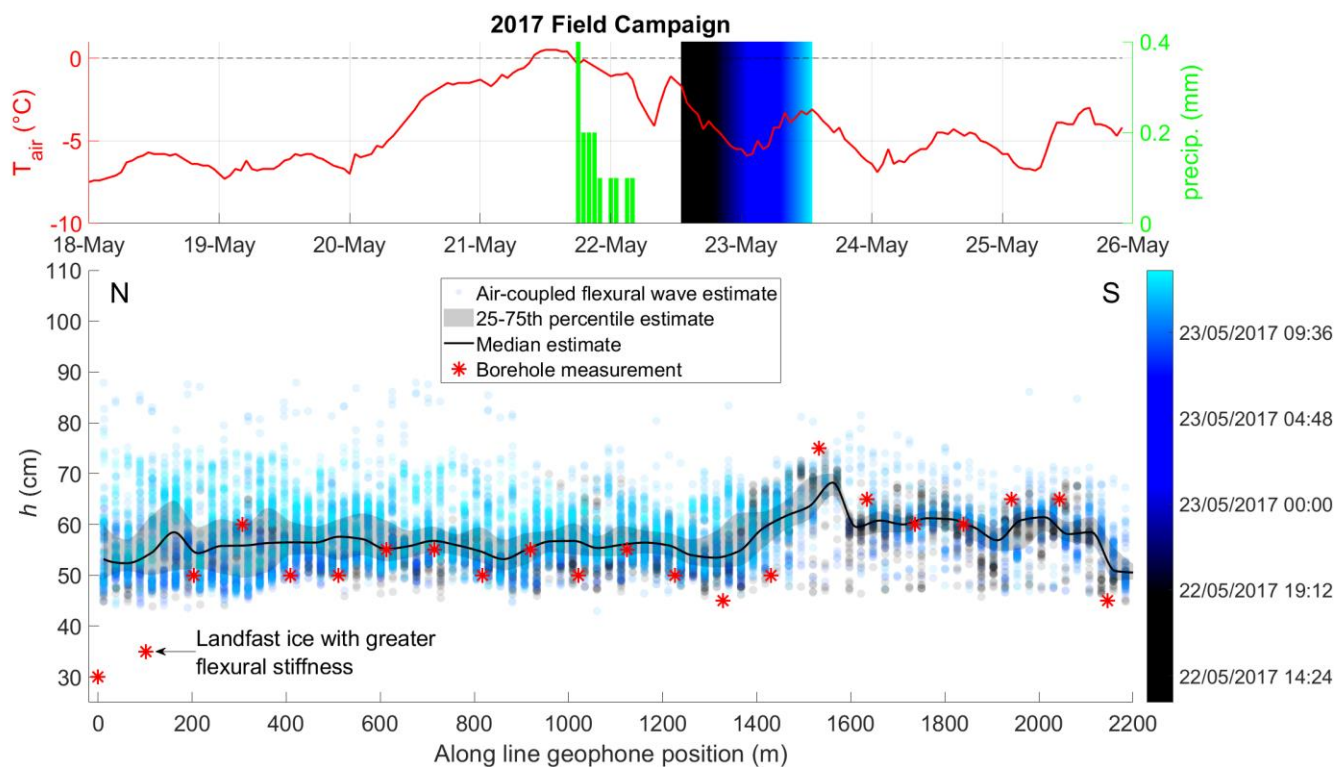 2017 Field Campaign
0
-5
-10
T_air (°C)
0.4
0.2
0
precip. (mm)
18-May 19-May 20-May 21-May 22-May 23-May 24-May 25-May 26-May
110
100
90
80
70
60
50
40
30
h (cm)
N
S
Air-coupled flexural wave estimate
25-75th percentile estimate
Median estimate
Borehole measurement
Landfast ice with greater
flexural stiffness
0 200 400 600 800 1000 1200 1400 1600 1800 2000 2200
Along line geophone position (m)
23/05/2017 09:36
23/05/2017 04:48
23/05/2017 00:00
22/05/2017 19:12
22/05/2017 14:24